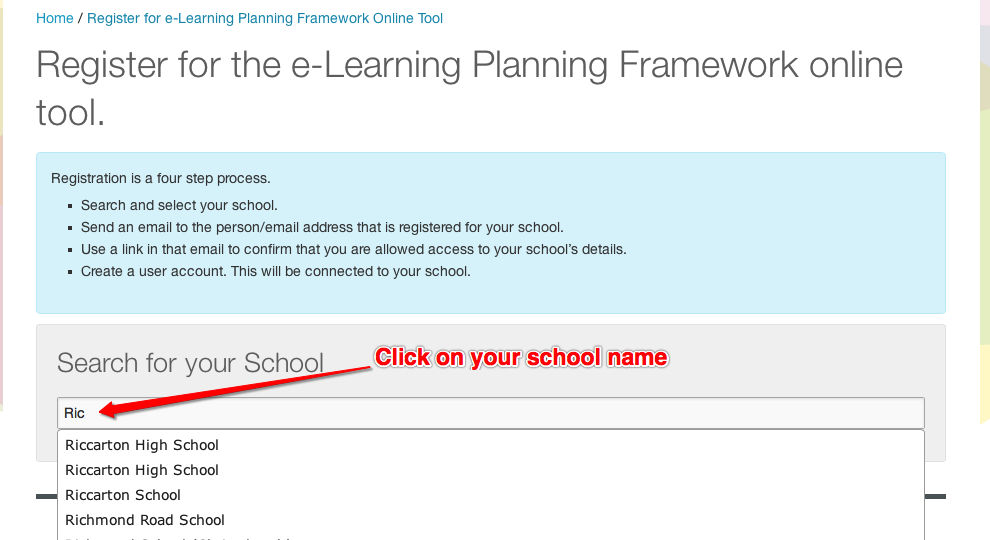 Home / Register for e-Learning Planning Framework Online Tool
Register for the e-Learning Planning Framework online
tool.
Registration is a four step process.
Search and select your school.
Send an email to the person/email address that is registered for your school.
Use a link in that email to confirm that you are allowed access to your school's details.
Create a user account. This will be connected to your school.
Search for your School
Click on your school name
Ric
Riccarton High School
Riccarton High School
Riccarton School
Richmond Road School